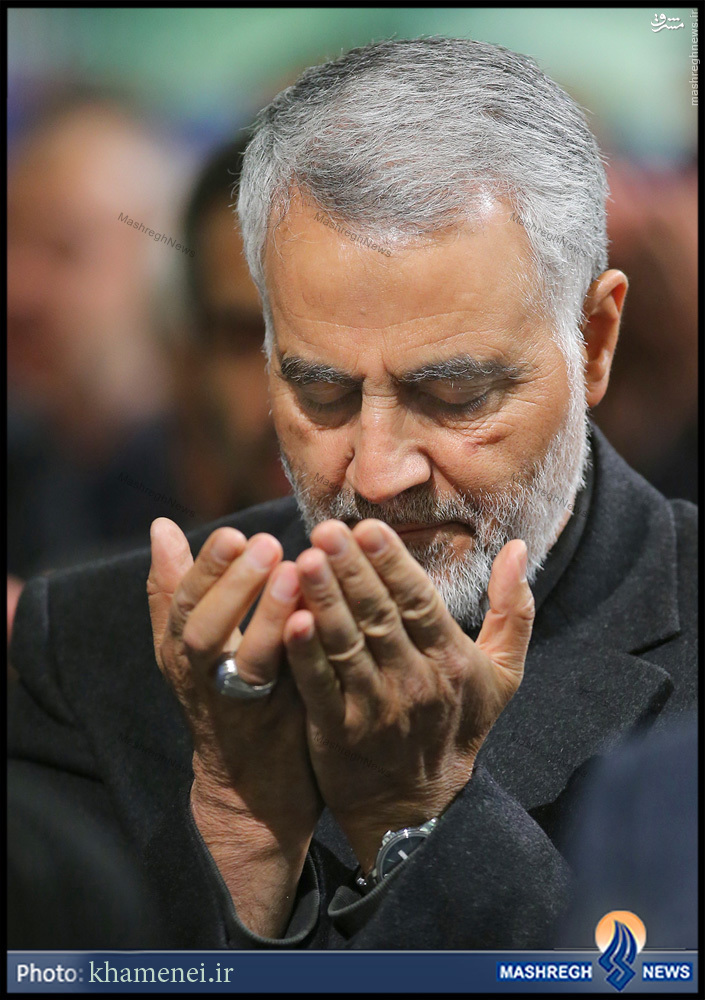 مشرق
mashreghnews.ir
MashreghNews
MashreghNews
MashreghNews
MashreghNews
Photo: khamenei.ir
MASHREGH NEWS